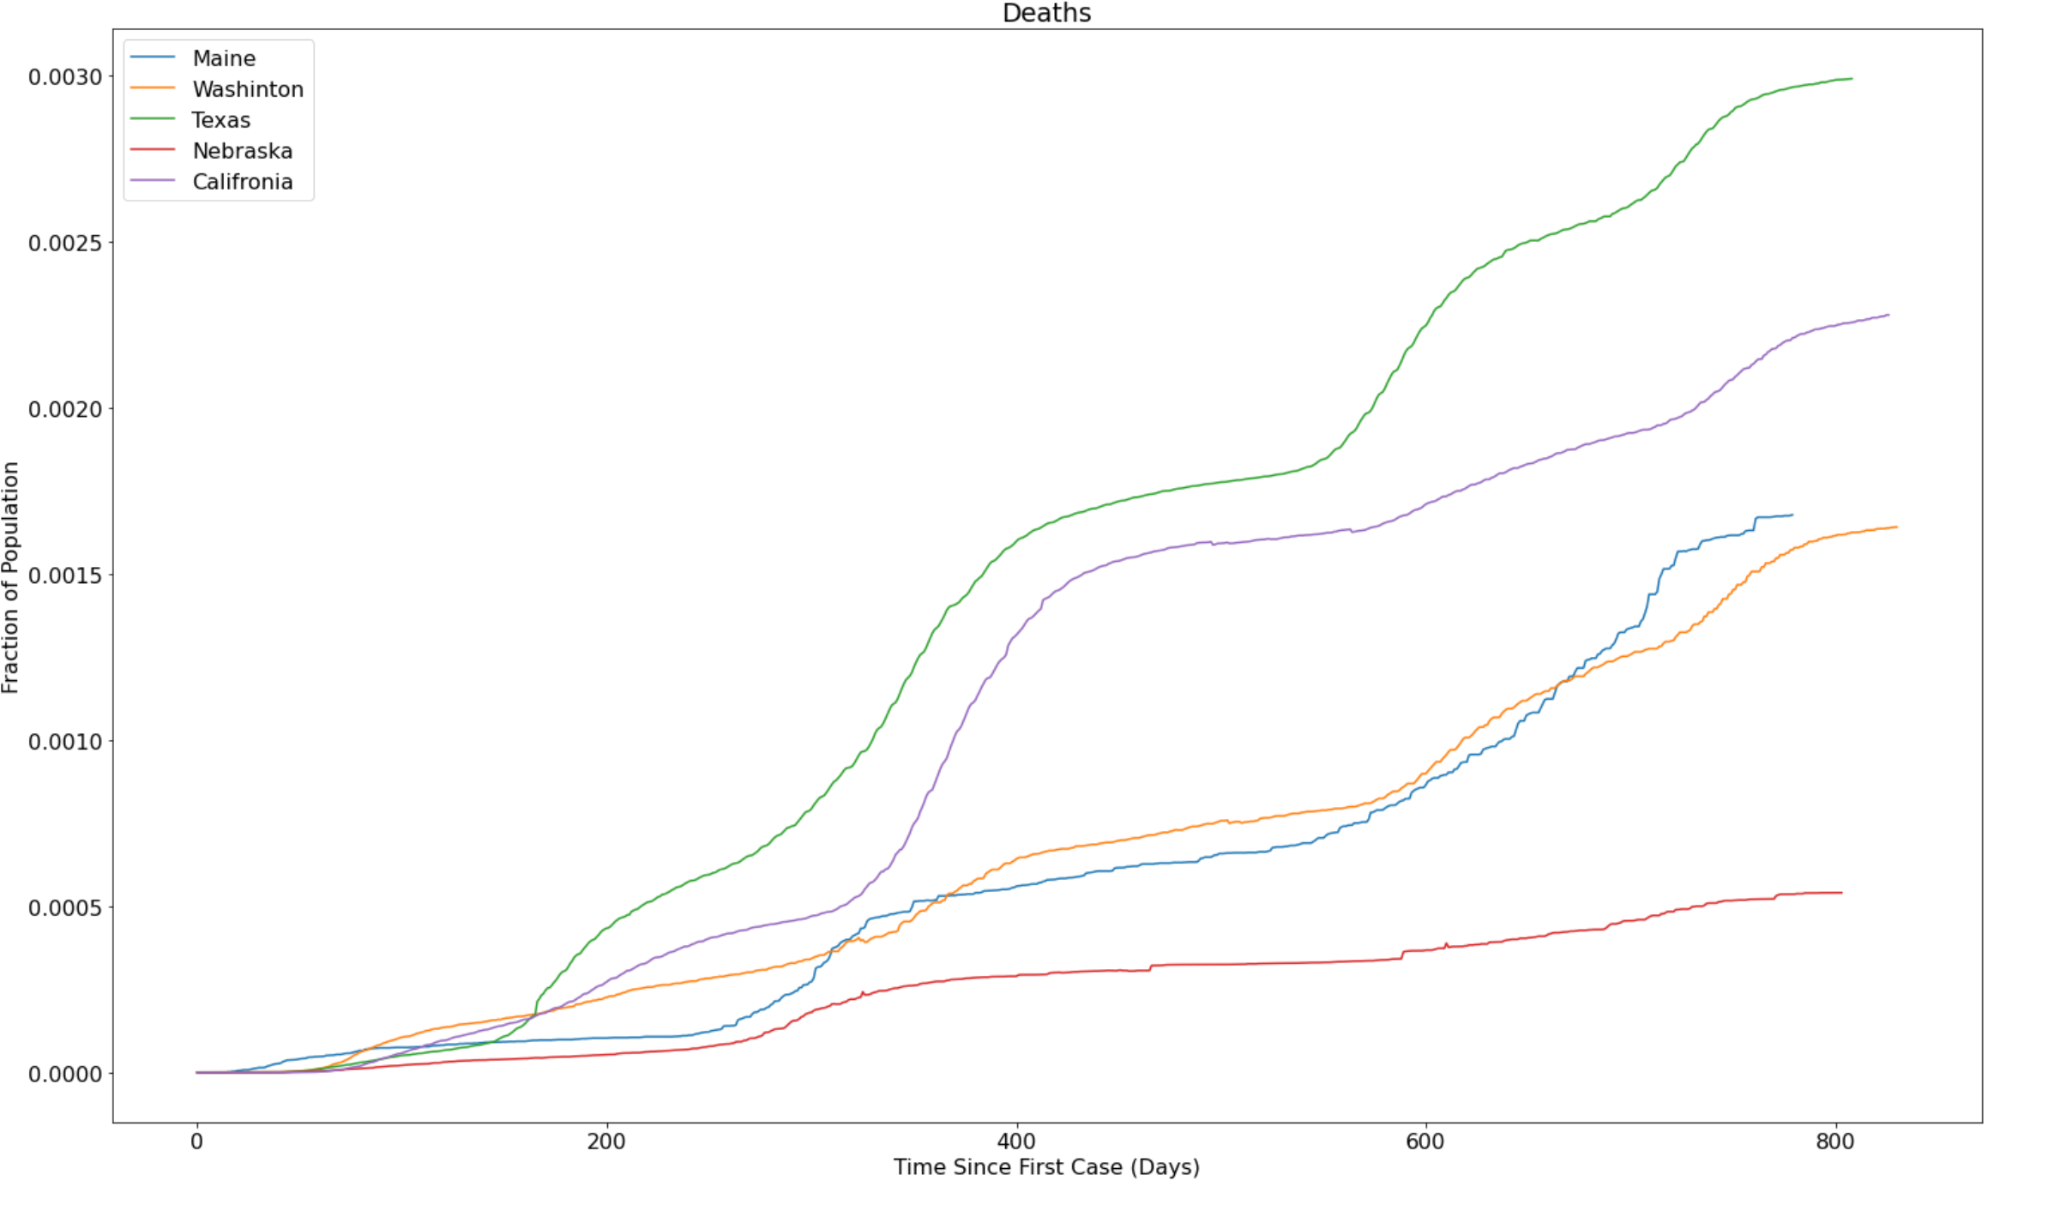 Deaths
Maine
Washinton
Texas
Nebraska
Califronia
0.0030
0.0025
0.0020
0.0015
0.0010
0.0005
0.0000
Fraction of Population
0 200 400 600 800
Time Since First Case (Days)